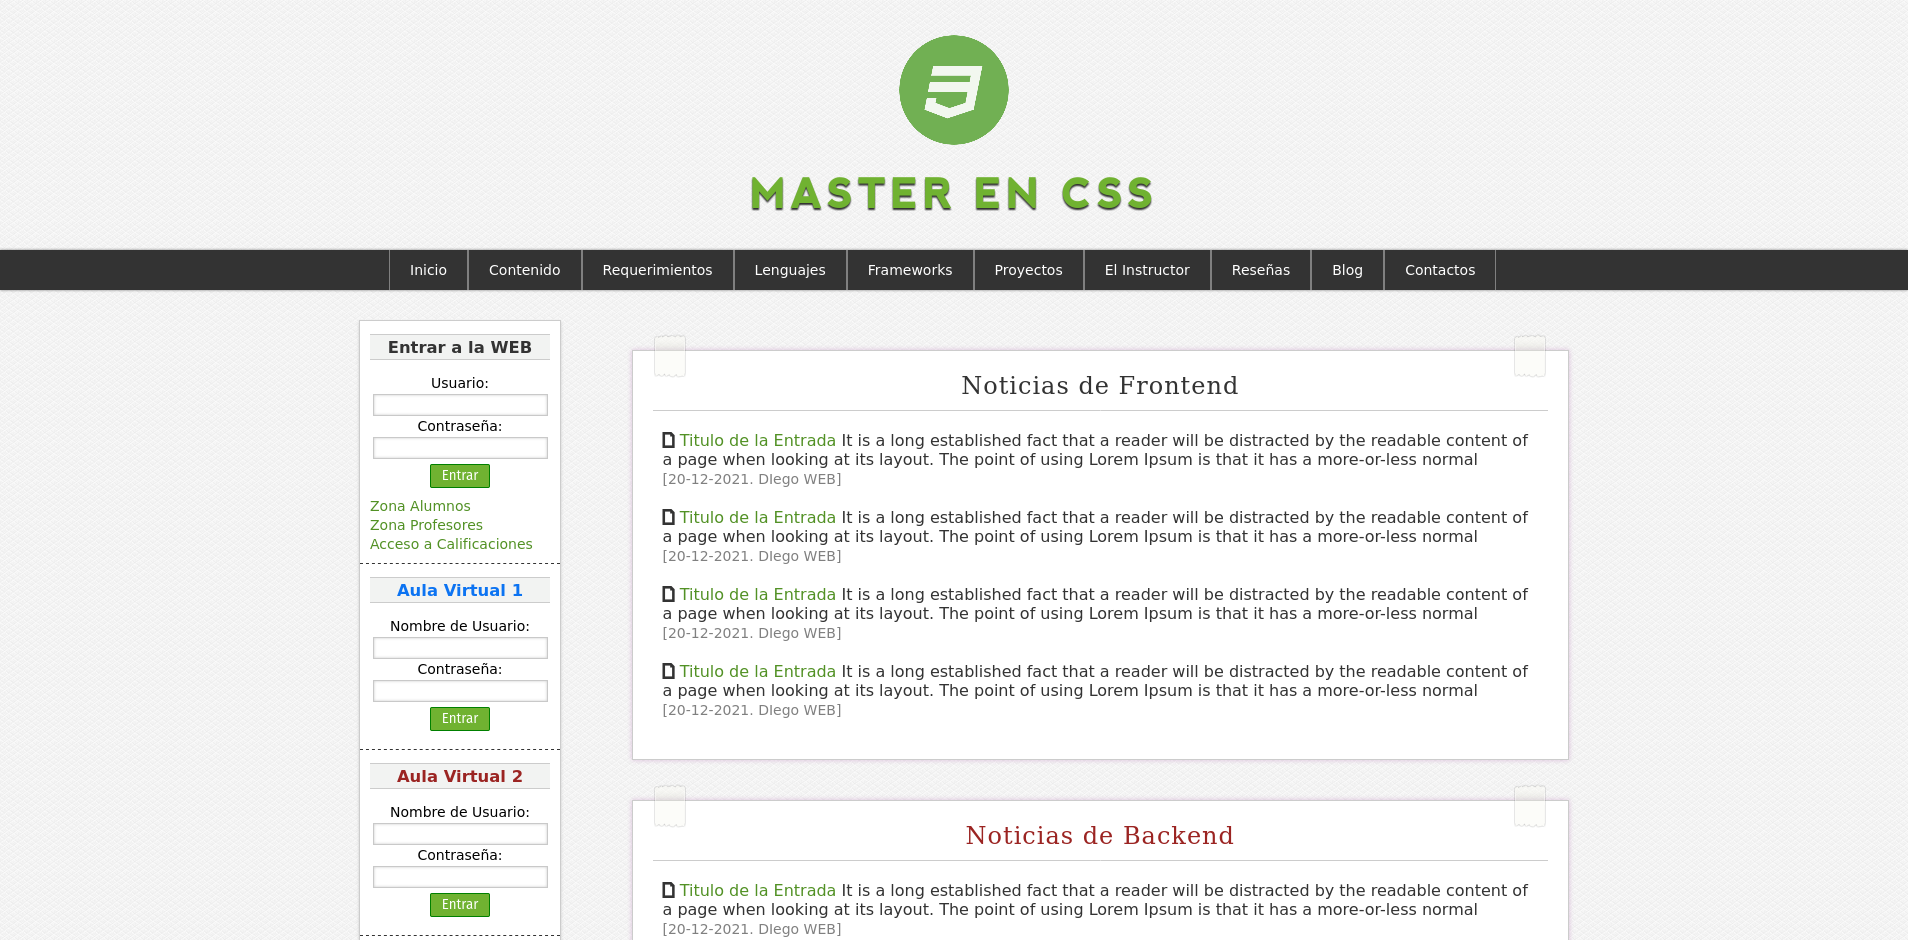 MASTER EN CSS
Inicio
Contenido
Requerimientos
Lenguajes
Frameworks
Proyectos
El Instructor
Reseñas
Blog
Contactos
Entrar a la WEB
Usuario:
Contraseña:
Entrar
Zona Alumnos
Zona Profesores
Acceso a Calificaciones
Aula Virtual 1
Nombre de Usuario:
Contraseña:
Entrar
Aula Virtual 2
Nombre de Usuario:
Contraseña:
Entrar
Noticias de Frontend
Titulo de la Entrada It is a long established fact that a reader will be distracted by the readable content of
a page when looking at its layout. The point of using Lorem Ipsum is that it has a more-or-less normal
[20-12-2021. DIego WEB]
Titulo de la Entrada It is a long established fact that a reader will be distracted by the readable content of
a page when looking at its layout. The point of using Lorem Ipsum is that it has a more-or-less normal
[20-12-2021. DIego WEB]
Titulo de la Entrada It is a long established fact that a reader will be distracted by the readable content of
a page when looking at its layout. The point of using Lorem Ipsum is that it has a more-or-less normal
[20-12-2021. DIego WEB]
Titulo de la Entrada It is a long established fact that a reader will be distracted by the readable content of
a page when looking at its layout. The point of using Lorem Ipsum is that it has a more-or-less normal
[20-12-2021. DIego WEB]
Noticias de Backend
Titulo de la Entrada It is a long established fact that a reader will be distracted by the readable content of
a page when looking at its layout. The point of using Lorem Ipsum is that it has a more-or-less normal
[20-12-2021. DIego WEB]